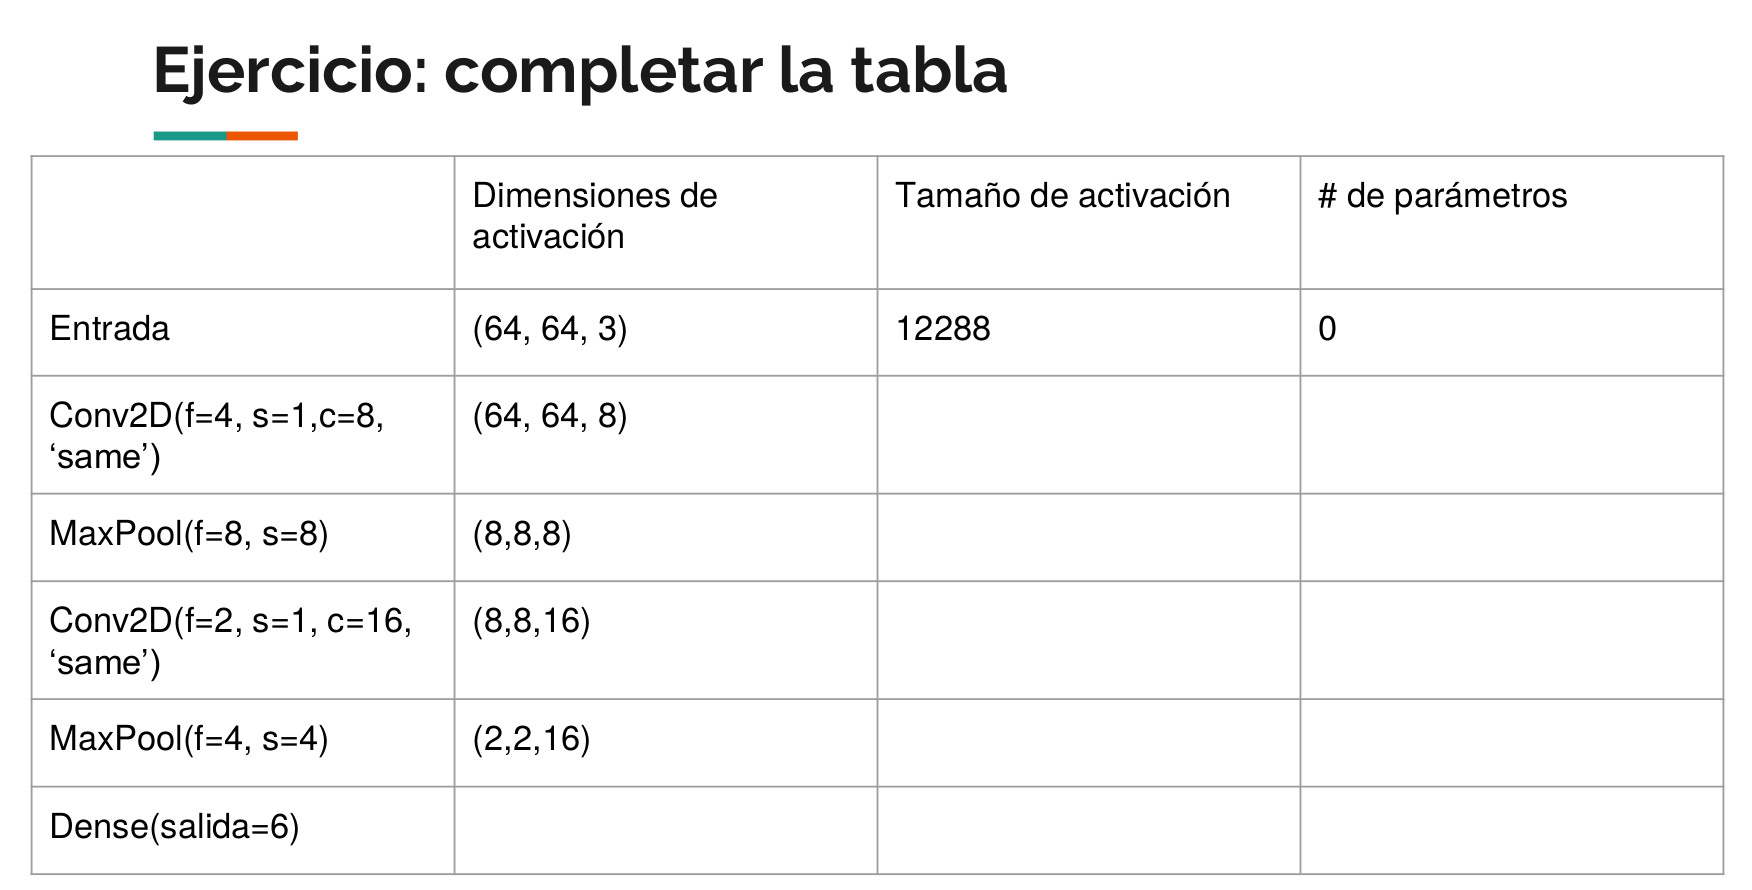 Ejercicio: completar la tabla
Dimensiones de
activación
Tamaño de activación
# de parámetros
Entrada
(64, 64, 3)
12288
0
Conv2D(f=4, s=1,c=8,
‘same’)
(64, 64, 8)
MaxPool(f=8, s=8)
(8,8,8)
Conv2D(f=2, s=1, c=16,
‘same’)
(8,8,16)
MaxPool(f=4, s=4)
(2,2,16)
Dense(salida=6)